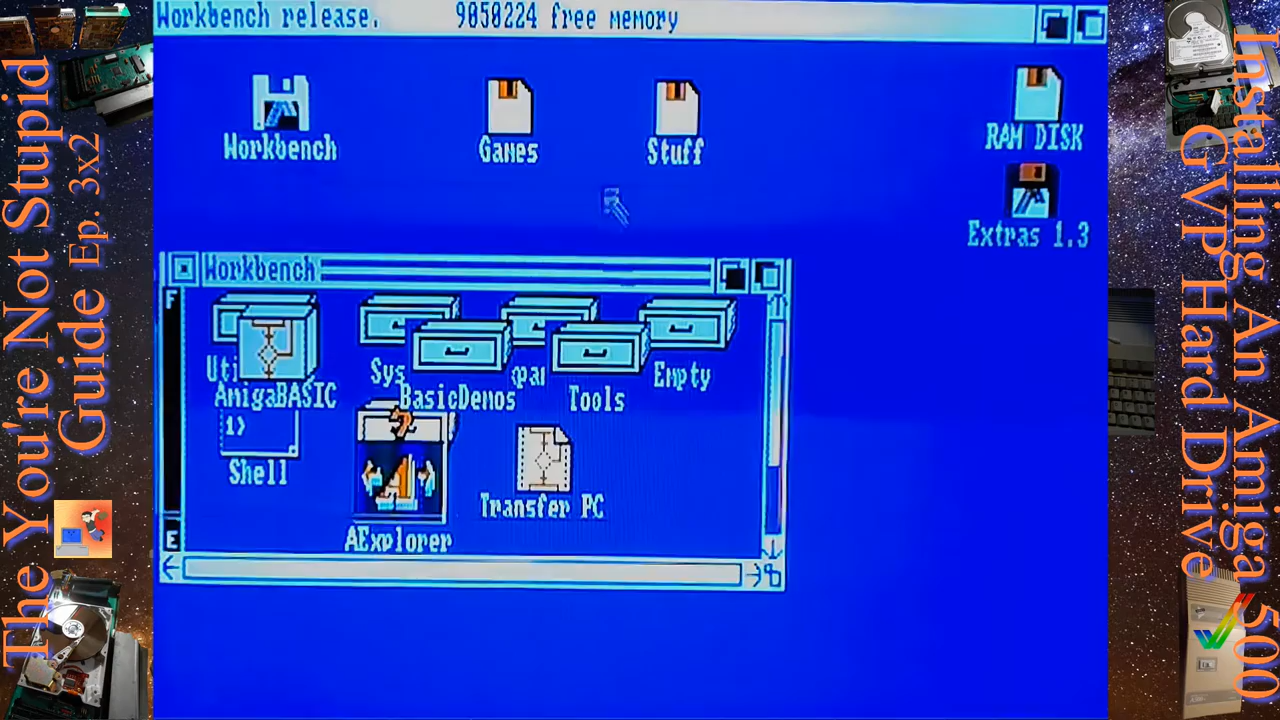 The You're Not Stupid
Guide Ep. 3x2
Workbench release. 9050224 free memory
Workbench
Games
Stuff
RAM DISK
Extras 1.3
Workbench
F
Uti
Sys
Empty
AmigaBASIC
BasicDemos
Tools
1>
Shell
Transfer PC
AExplorer
E
Installing An Amiga 500
GVP Hard Drive